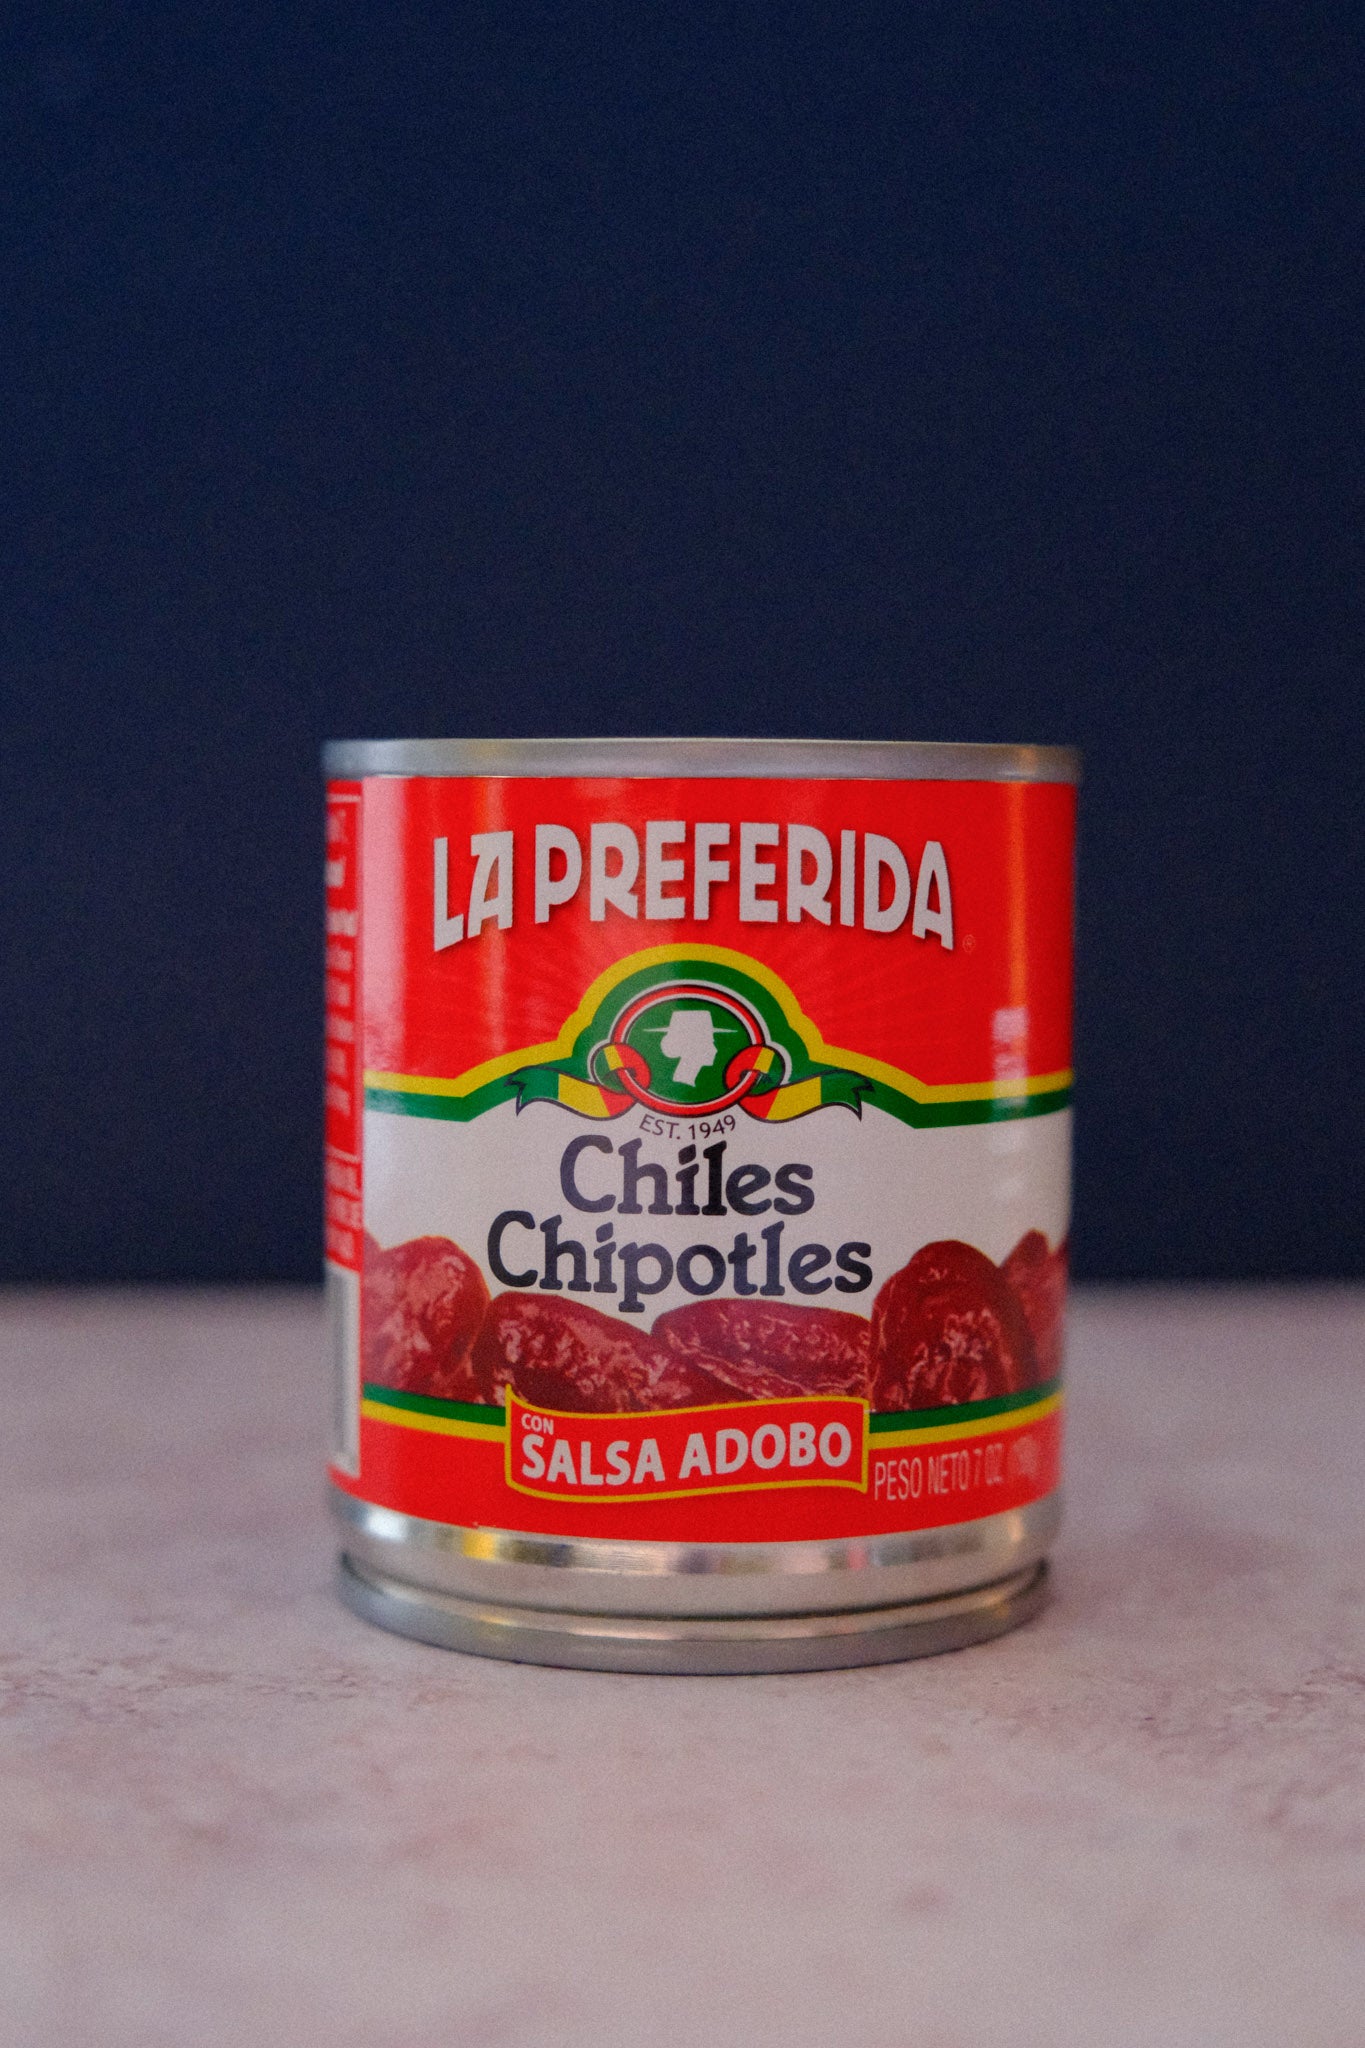 LA PREFERIDA
EST. 1949
Chiles
Chipotles
CON
SALSA ADOBO
PESO NETO 7 OZ